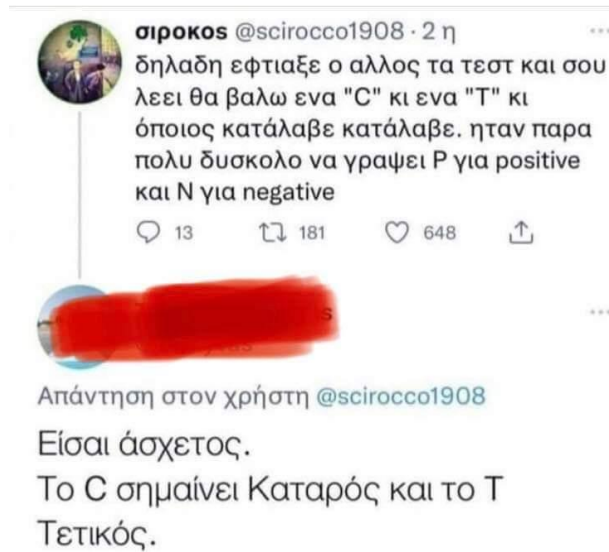 σιροκος @scirocco1908 · 2 η
δηλαδη εφτιαξε ο αλλος τα τεστ και σου
λεει θα βαλω ενα "C" κι ενα "T" κι
όποιος κατάλαβε κατάλαβε. ηταν παρα
πολυ δυσκολο να γραψει P για positive
και N για negative
13 181 648
Απάντηση στον χρήστη @scirocco1908
Είσαι άσχετος.
Το C σημαίνει Καταρός και το T
Τετικός.